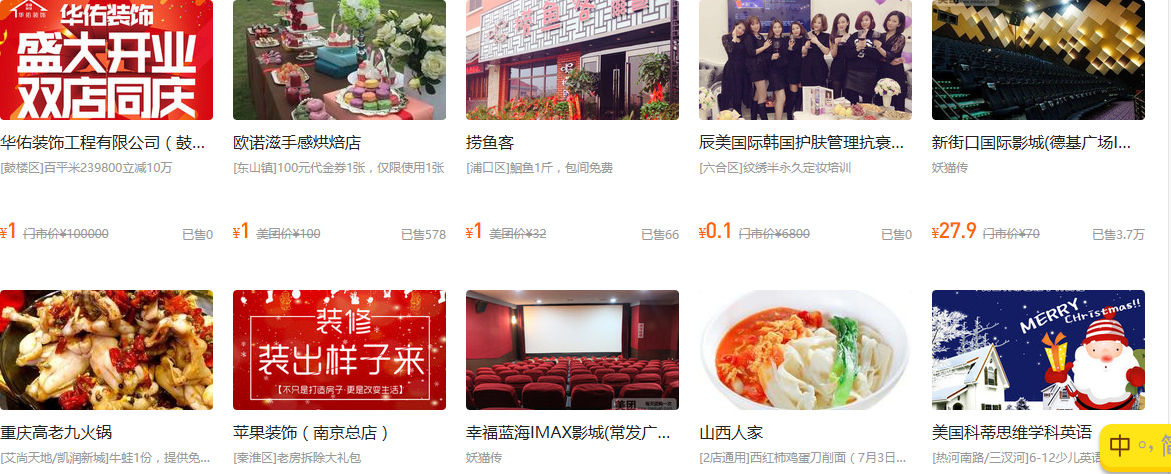 华佑装饰
华佑装饰
盛大开业
双店同庆
华佑装饰工程有限公司（鼓...
[鼓楼区]百平米239800立减10万
¥1 门市价¥100000 已售0
欧诺滋手感烘焙店
[东山镇]100元代金券1张，仅限使用1张
¥1 美团价¥100 已售578
捞鱼客
[浦口区]鮰鱼1斤，包间免费
¥1 美团价¥32 已售66
辰美国际韩国护肤管理抗衰...
[六合区]纹绣半永久定妆培训
¥0.1 门市价¥6800 已售0
新街口国际影城(德基广场I...
妖猫传
¥27.9 门市价¥70 已售3.7万
重庆高老九火锅
[艾尚天地/凯润新城]牛蛙1份，提供免...
装修
装出样子来
【不只是打造房子·更是改变生活】
苹果装饰（南京总店）
[秦淮区]老房拆除大礼包
美团
幸福蓝海IMAX影城(常发广...
妖猫传
山西人家
[2店通用]西红柿鸡蛋刀削面（7月3日...
MERRY
Christmas!!
美国科蒂思维学科英语
[热河南路/三汊河]6-12少儿英语
中 °, 简